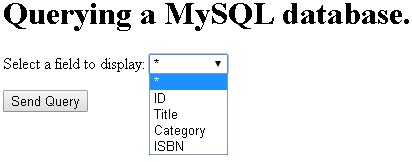 Querying a MySQL database.
Select a field to display: *
*
ID
Title
Category
ISBN
Send Query